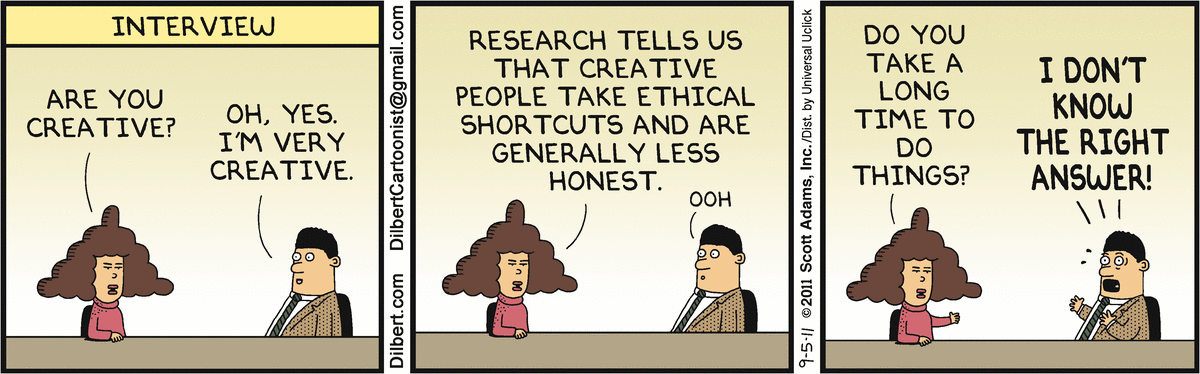 INTERVIEW
ARE YOU
CREATIVE?
OH, YES.
I'M VERY
CREATIVE.
Dilbert.com DilbertCartoonist@gmail.com
RESEARCH TELLS US
THAT CREATIVE
PEOPLE TAKE ETHICAL
SHORTCUTS AND ARE
GENERALLY LESS
HONEST.
OOH
9-5-11 ©2011 Scott Adams, Inc./Dist. by Universal Uclick
DO YOU
TAKE A
LONG
TIME TO
DO
THINGS?
I DON'T
KNOW
THE RIGHT
ANSWER!